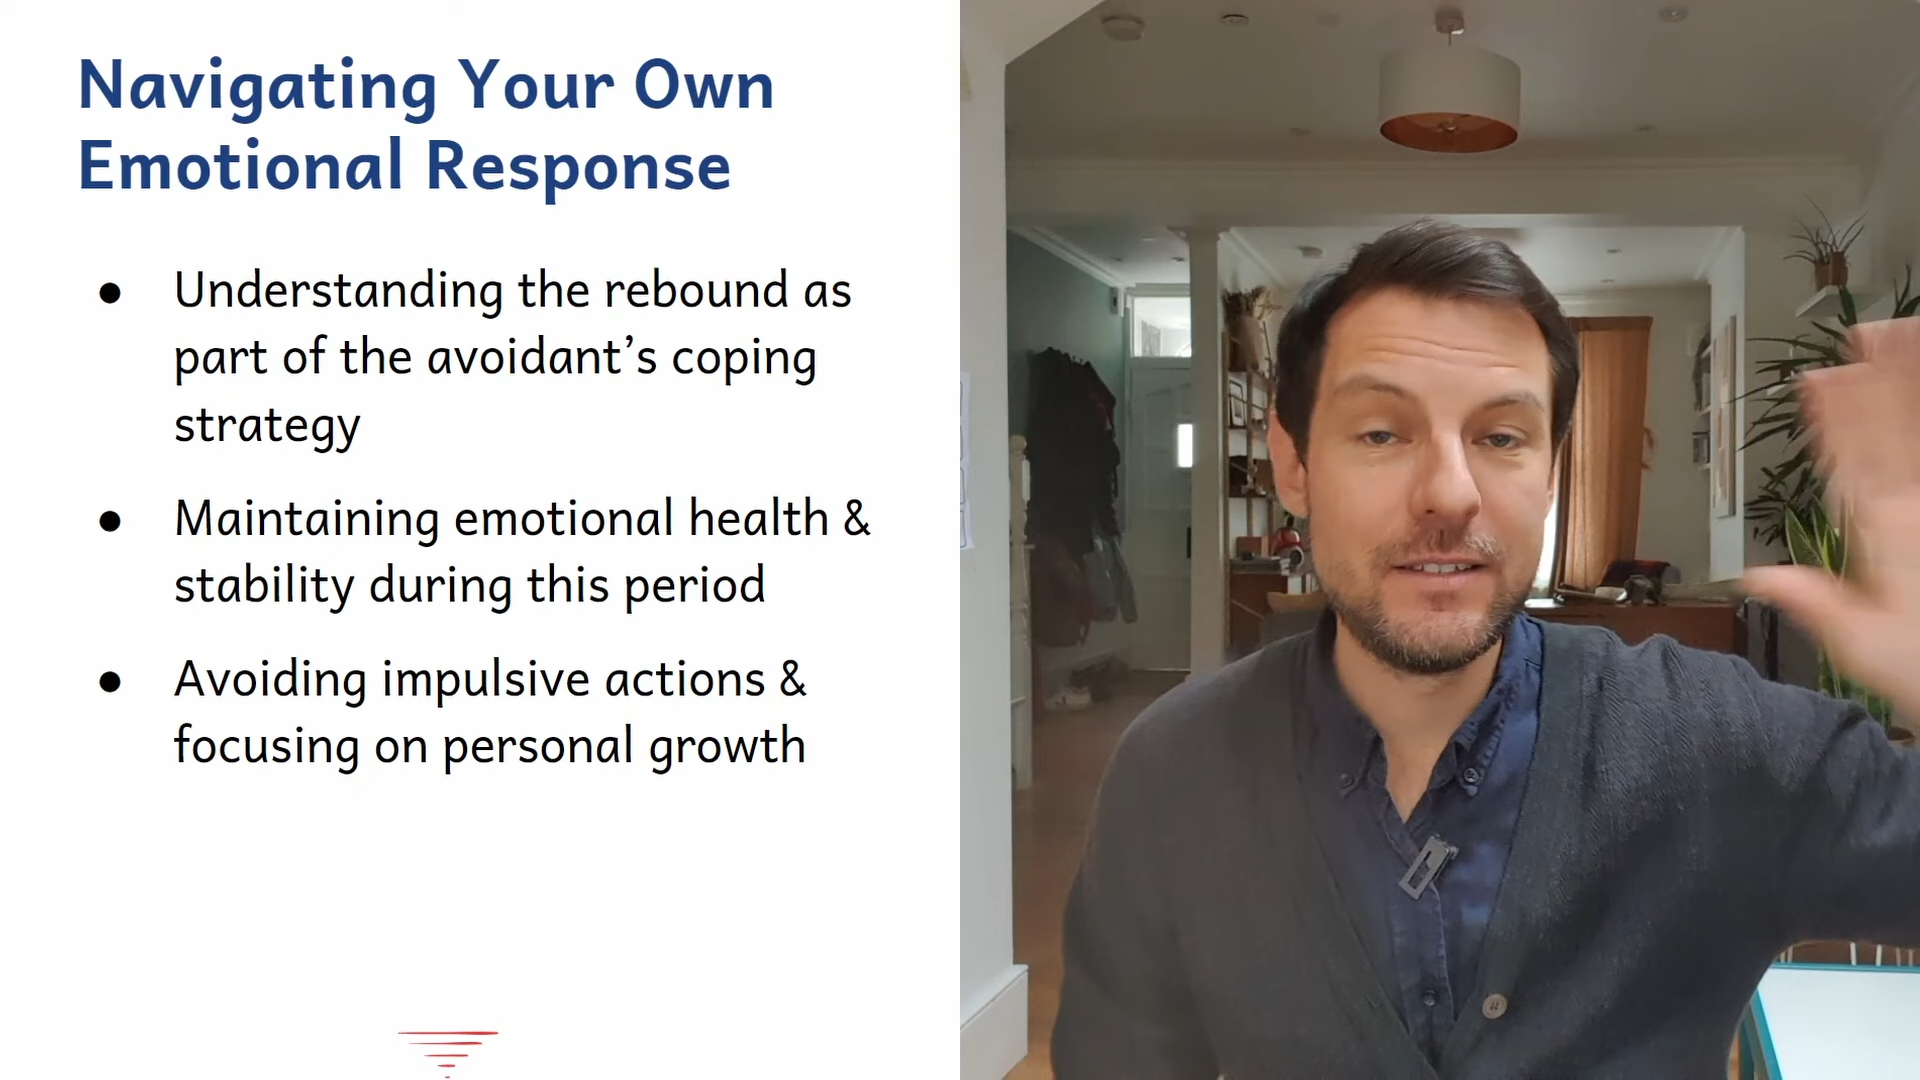 Navigating Your Own
Emotional Response
● Understanding the rebound as
part of the avoidant’s coping
strategy
● Maintaining emotional health &
stability during this period
● Avoiding impulsive actions &
focusing on personal growth